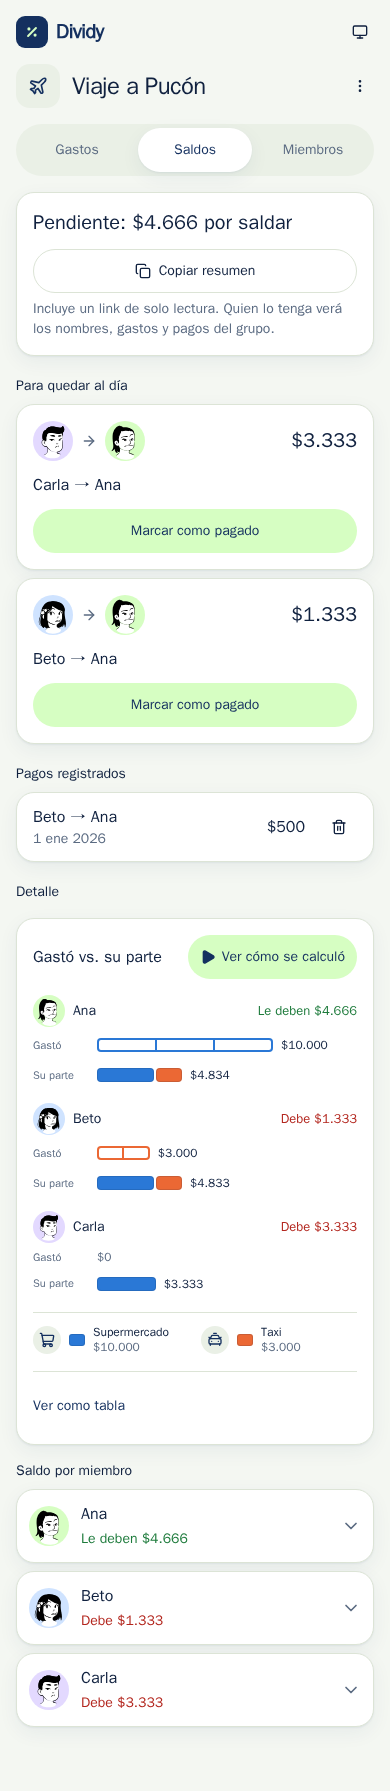 Dividy
Viaje a Pucón
Gastos
Saldos
Miembros
Pendiente: $4.666 por saldar
Copiar resumen
Incluye un link de solo lectura. Quien lo tenga verá
los nombres, gastos y pagos del grupo.
Para quedar al día
$3.333
Carla → Ana
Marcar como pagado
$1.333
Beto → Ana
Marcar como pagado
Pagos registrados
Beto → Ana
1 ene 2026
$500
Detalle
Gastó vs. su parte
Ver cómo se calculó
Ana
Le deben $4.666
Gastó
$10.000
Su parte
$4.834
Beto
Debe $1.333
Gastó
$3.000
Su parte
$4.833
Carla
Debe $3.333
Gastó
$0
Su parte
$3.333
Supermercado
$10.000
Taxi
$3.000
Ver como tabla
Saldo por miembro
Ana
Le deben $4.666
Beto
Debe $1.333
Carla
Debe $3.333